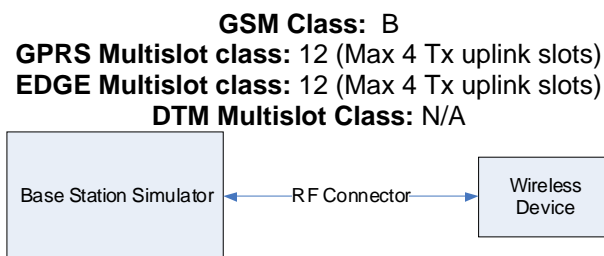 GSM Class: B
GPRS Multislot class: 12 (Max 4 Tx uplink slots)
EDGE Multislot class: 12 (Max 4 Tx uplink slots)
DTM Multislot Class: N/A
Base Station Simulator
RF Connector
Wireless
Device